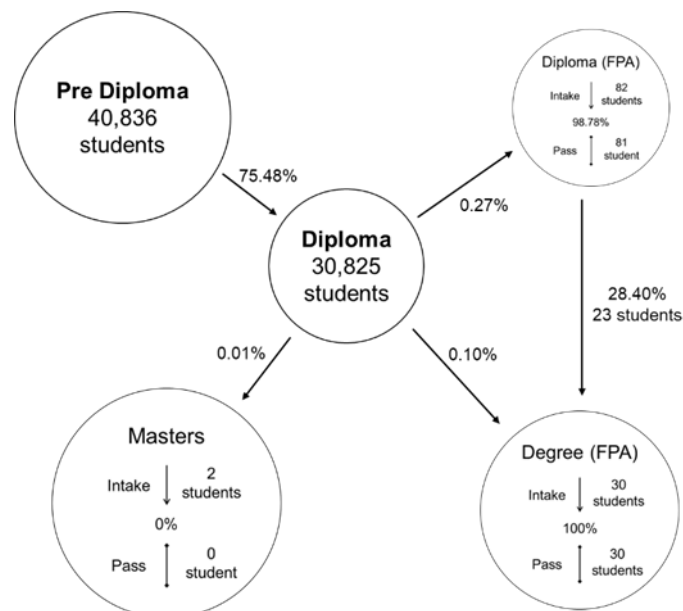 Pre Diploma
40,836
students
75.48%
Diploma
30,825
students
Diploma (FPA)
Intake
82
students
98.78%
Pass
81
student
0.27%
28.40%
23 students
0.01%
0.10%
Masters
Intake
2
students
0%
Pass
0
student
Degree (FPA)
Intake
30
students
100%
Pass
30
students